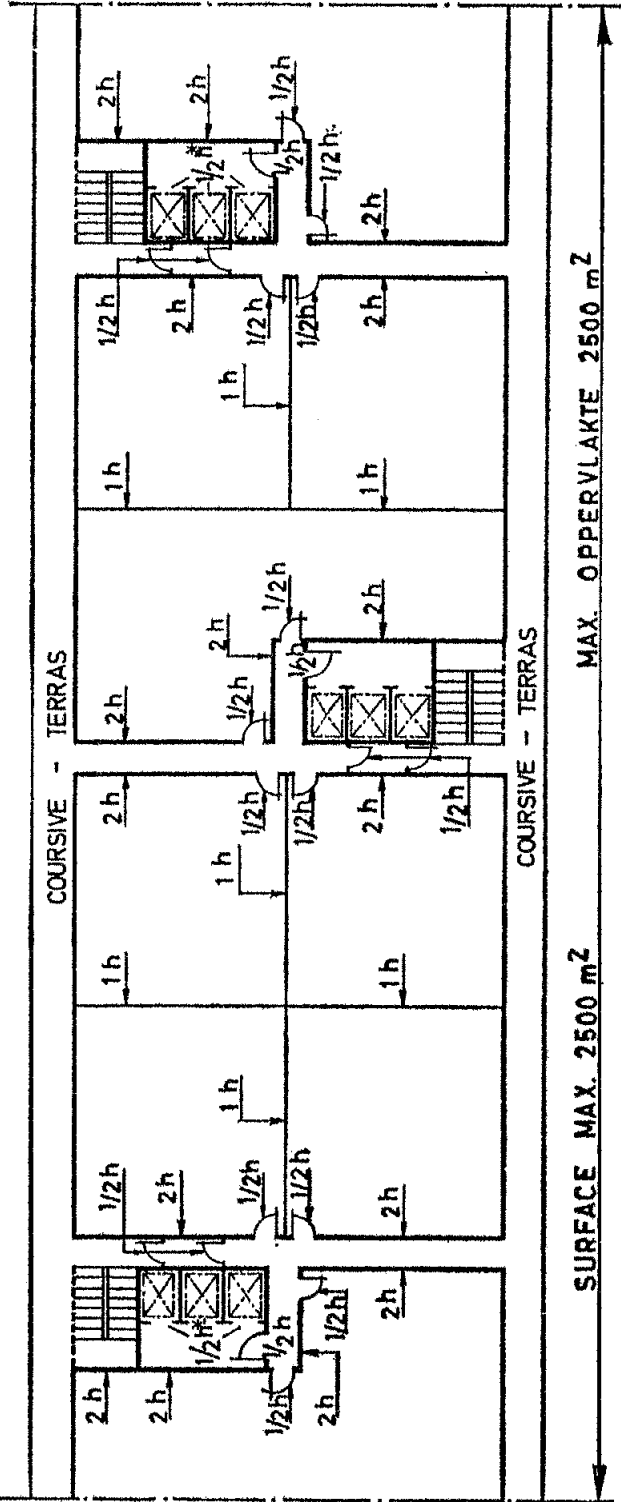 COURSIVE - TERRAS
2h 1/2h 1h 2h 2h 1h 1/2h 2h
2h 2h 2h 2h
1/2h* 2h 1/2h*
1h 1h 1h
1/2h 1/2h 1/2h 1/2h
1/2h 1/2h 1/2h 1/2h 1/2h
1/2h 1/2h 1/2h 1/2h
2h 1/2h 1/2h*
2h 2h 1h 2h 2h 1h 2h 2h
1/2h
COURSIVE - TERRAS
SURFACE MAX. 2500 m² MAX. OPPERVLAKTE 2500 m²